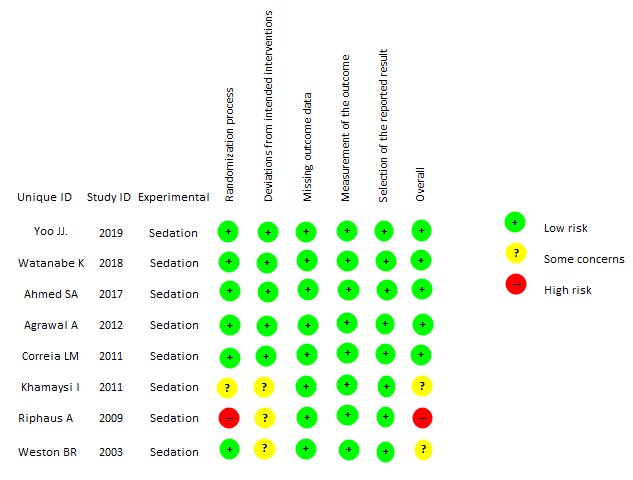 Randomization process
Deviations from intended interventions
Missing outcome data
Measurement of the outcome
Selection of the reported result
Overall
Unique ID Study ID Experimental
Yoo JJ. 2019 Sedation + + + + + +
Watanabe K 2018 Sedation + + + + + +
Ahmed SA 2017 Sedation + + + + + +
Agrawal A 2012 Sedation + + + + + +
Correia LM 2011 Sedation + + + + + +
Khamaysi I 2011 Sedation ? ? + + + ?
Riphaus A 2009 Sedation − ? + + + −
Weston BR 2003 Sedation + ? + + + ?
+ Low risk
? Some concerns
− High risk